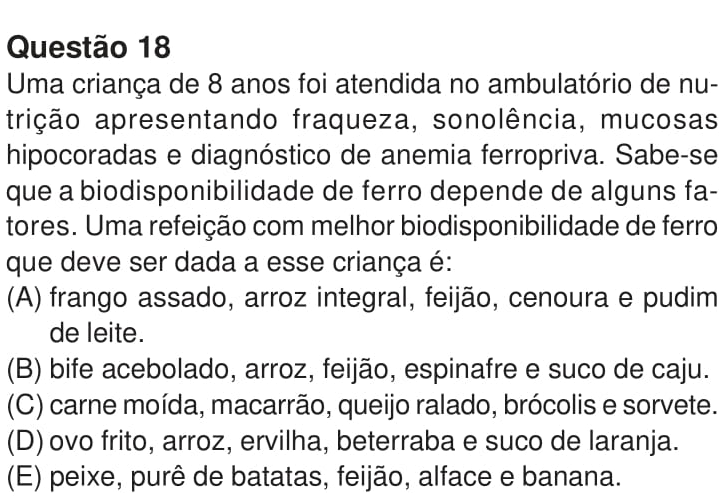 Questão 18
Uma criança de 8 anos foi atendida no ambulatório de nu-
trição apresentando fraqueza, sonolência, mucosas
hipocoradas e diagnóstico de anemia ferropriva. Sabe-se
que a biodisponibilidade de ferro depende de alguns fa-
tores. Uma refeição com melhor biodisponibilidade de ferro
que deve ser dada a esse criança é:
(A) frango assado, arroz integral, feijão, cenoura e pudim
de leite.
(B) bife acebolado, arroz, feijão, espinafre e suco de caju.
(C) carne moída, macarrão, queijo ralado, brócolis e sorvete.
(D) ovo frito, arroz, ervilha, beterraba e suco de laranja.
(E) peixe, purê de batatas, feijão, alface e banana.